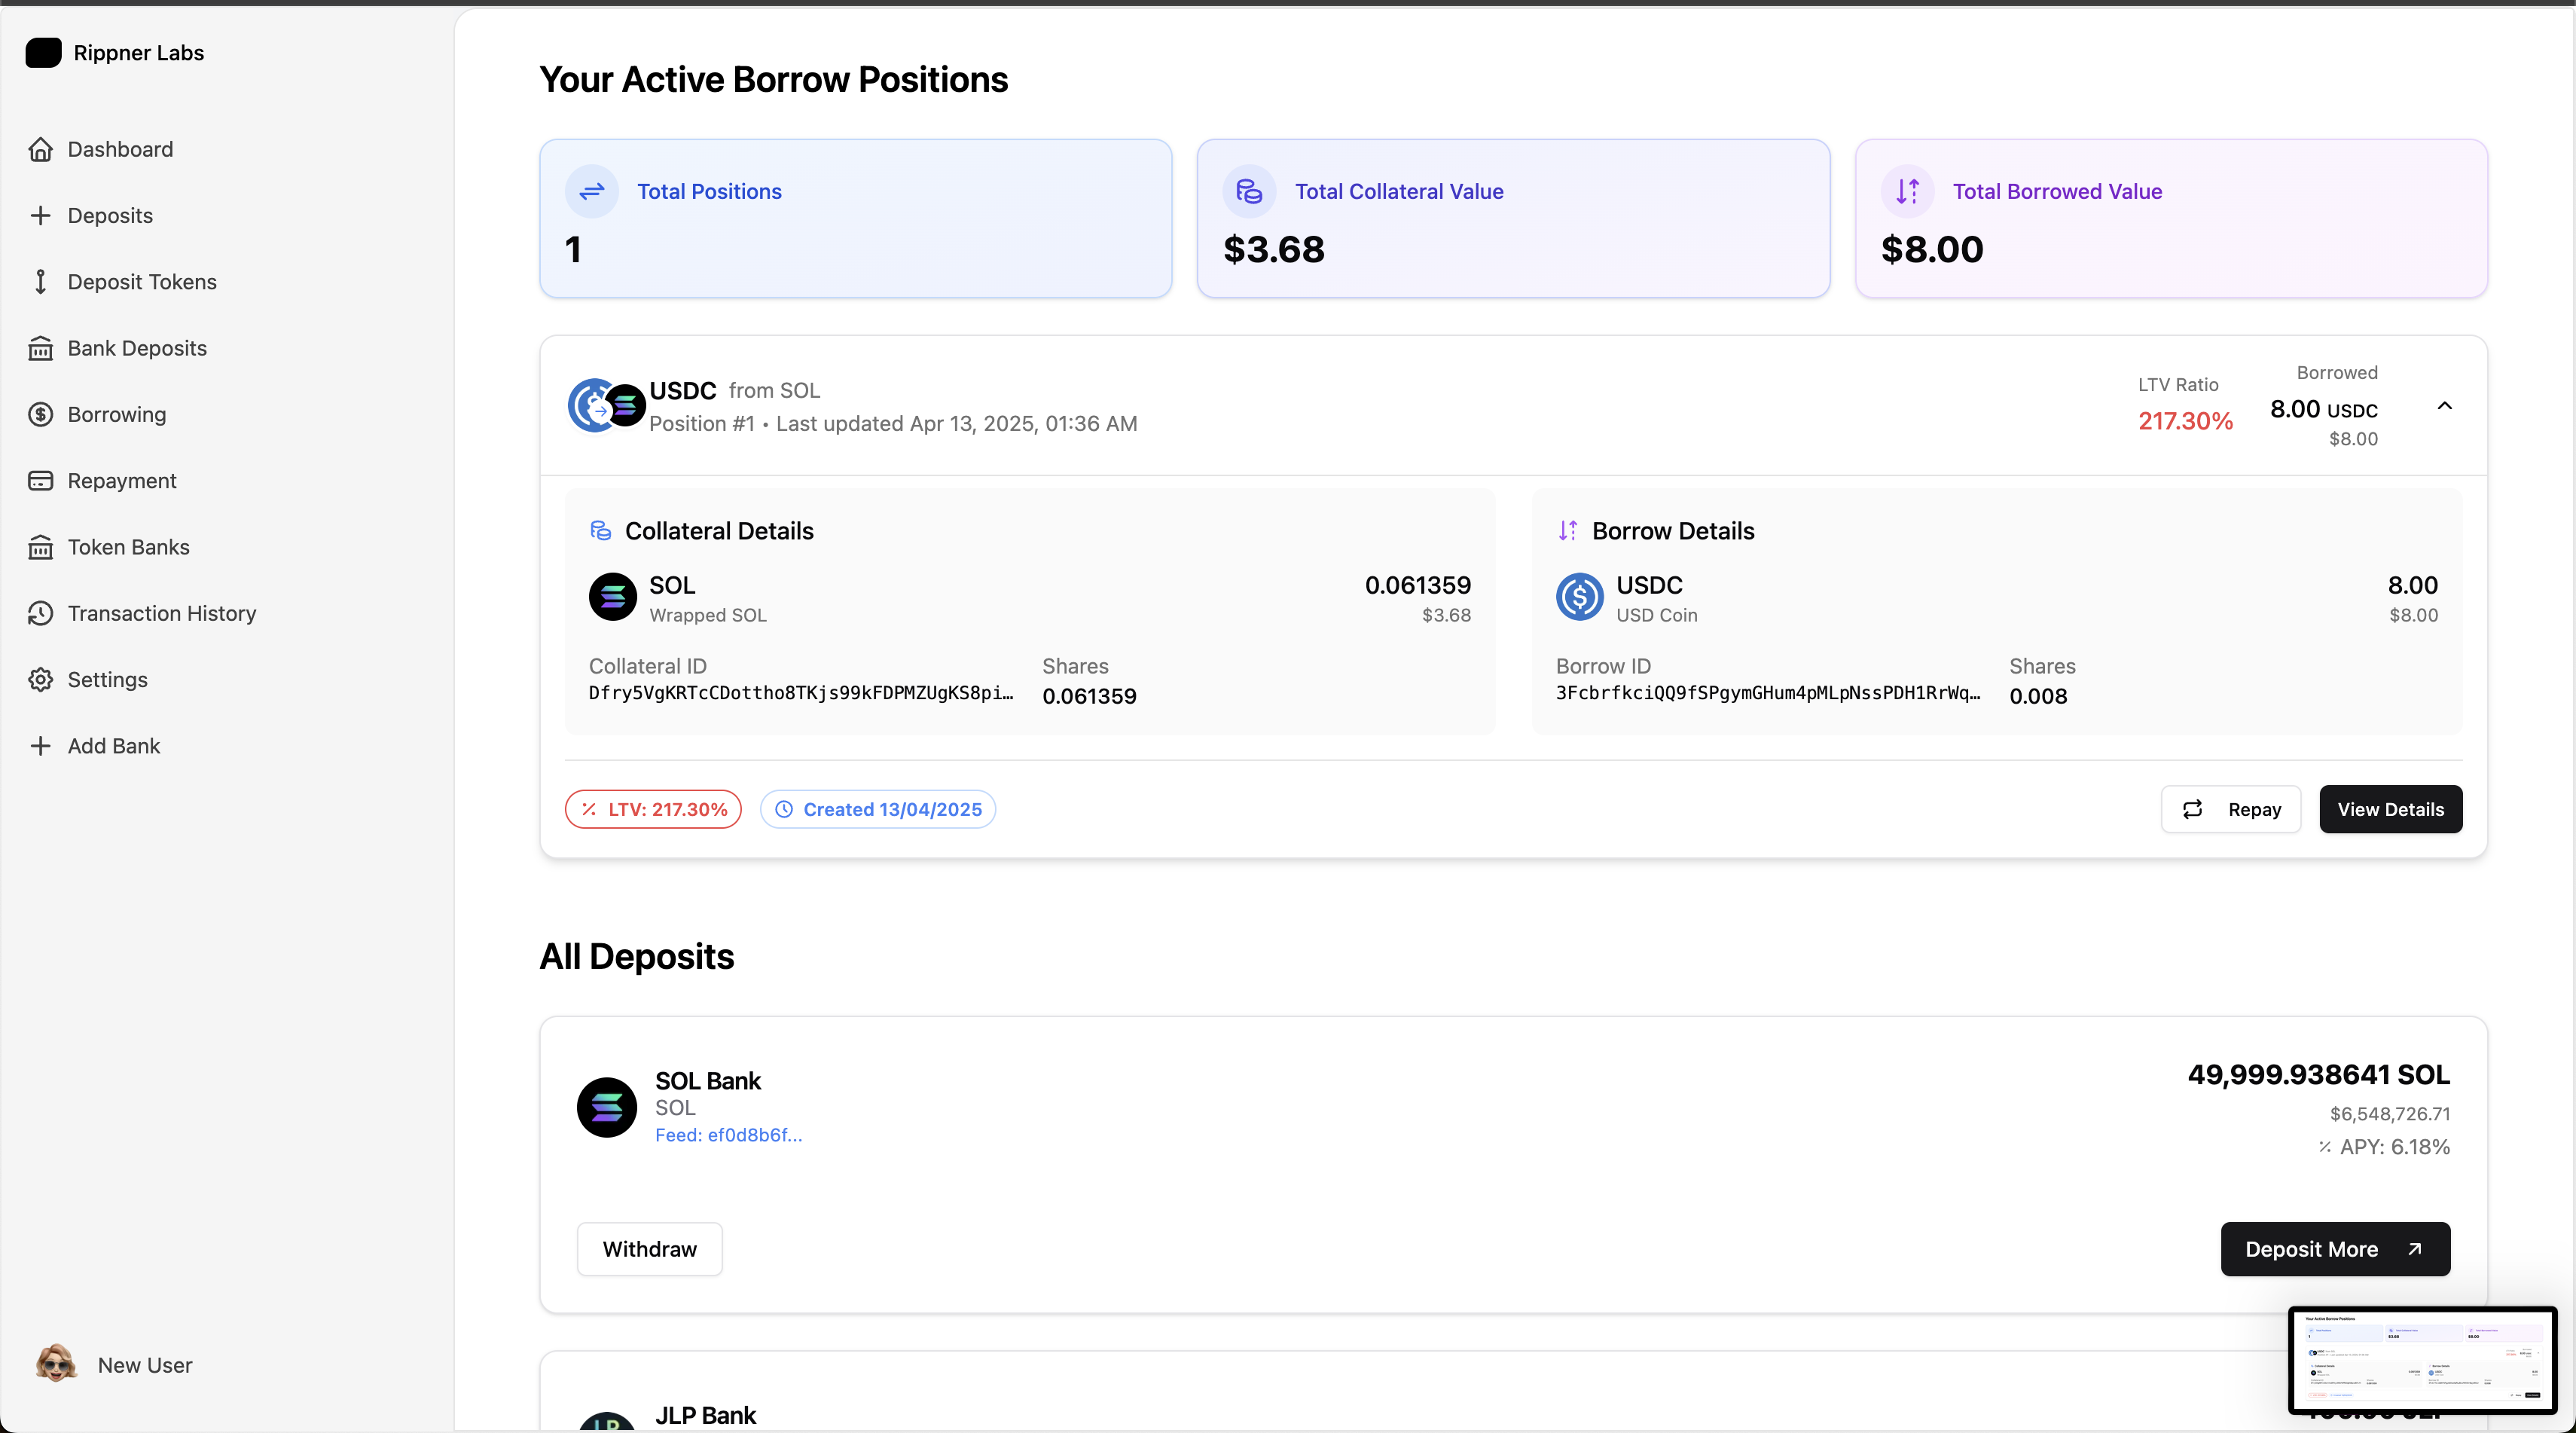 Rippner Labs
Dashboard
Deposits
Deposit Tokens
Bank Deposits
Borrowing
Repayment
Token Banks
Transaction History
Settings
Add Bank
New User
Your Active Borrow Positions
Total Positions
1
Total Collateral Value
$3.68
Total Borrowed Value
$8.00
USDC from SOL
Position #1 • Last updated Apr 13, 2025, 01:36 AM
LTV Ratio
217.30%
Borrowed
8.00 USDC
$8.00
Collateral Details
SOL
Wrapped SOL
0.061359
$3.68
Collateral ID
Dfry5VgKRTcCDottho8TKjs99kFDPMZUgKS8pi…
Shares
0.061359
Borrow Details
USDC
USD Coin
8.00
$8.00
Borrow ID
3FcbrfkciQQ9fSPgymGHum4pMLpNssPDH1RrWq…
Shares
0.008
LTV: 217.30%
Created 13/04/2025
Repay
View Details
All Deposits
SOL Bank
SOL
Feed: ef0d8b6f...
49,999.938641 SOL
$6,548,726.71
APY: 6.18%
Withdraw
Deposit More
JLP Bank